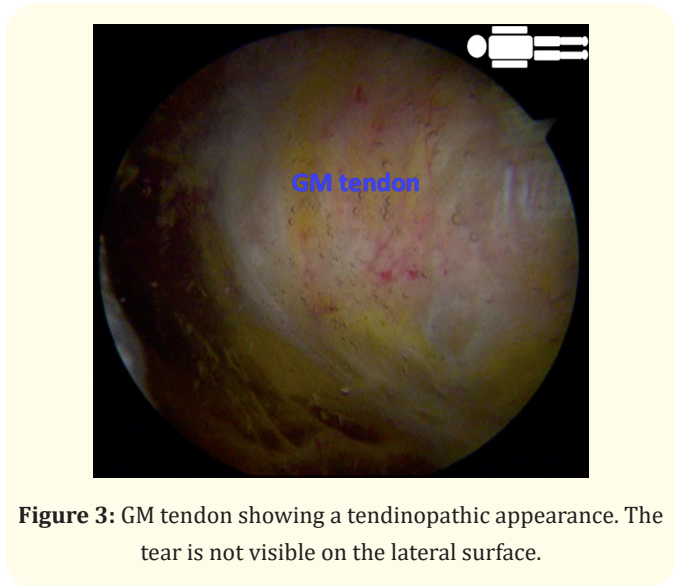 GM tendon
Figure 3: GM tendon showing a tendinopathic appearance. The
tear is not visible on the lateral surface.